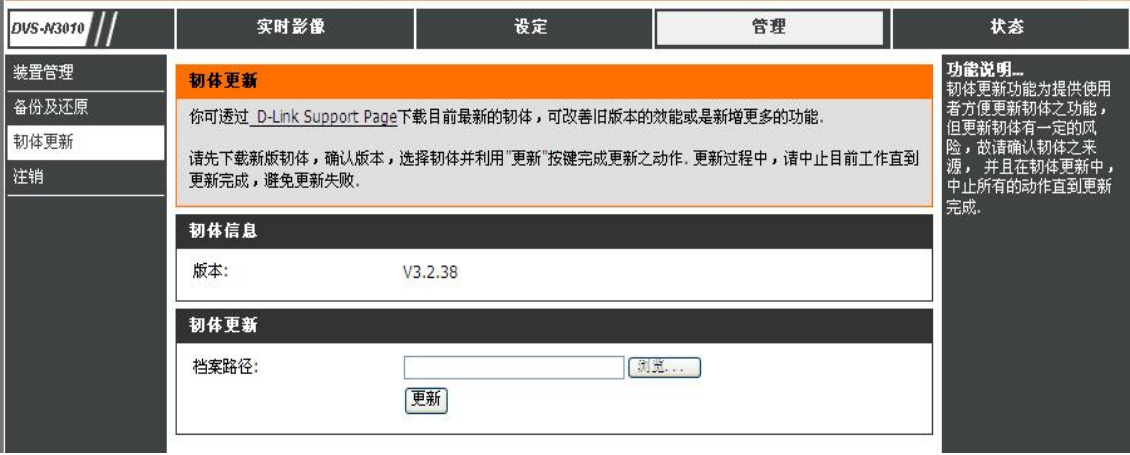 DVS-N3010
实时影像
设定
管理
状态
装置管理
备份及还原
韧体更新
注销
韧体更新
你可透过 D-Link Support Page下载目前最新的韧体，可改善旧版本的效能或是新增更多的功能.
请先下载新版韧体，确认版本，选择韧体并利用"更新"按键完成更新之动作. 更新过程中，请中止目前工作直到
更新完成，避免更新失败.
韧体信息
版本:
V3.2.38
韧体更新
档案路径:
浏览...
更新
功能说明...
韧体更新功能为提供使用
者方便更新韧体之功能，
但更新韧体有一定的风
险，故请确认韧体之来
源， 并且在韧体更新中，
中止所有的动作直到更新
完成.